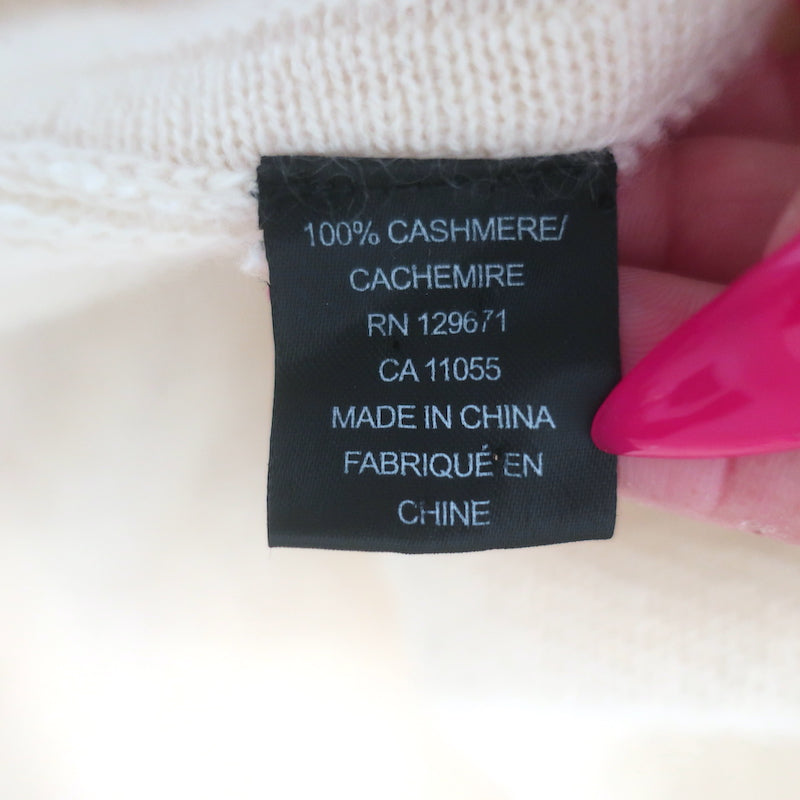 100% CASHMERE/
CACHEMIRE
RN 129671
CA 11055
MADE IN CHINA
FABRIQUÉ EN
CHINE